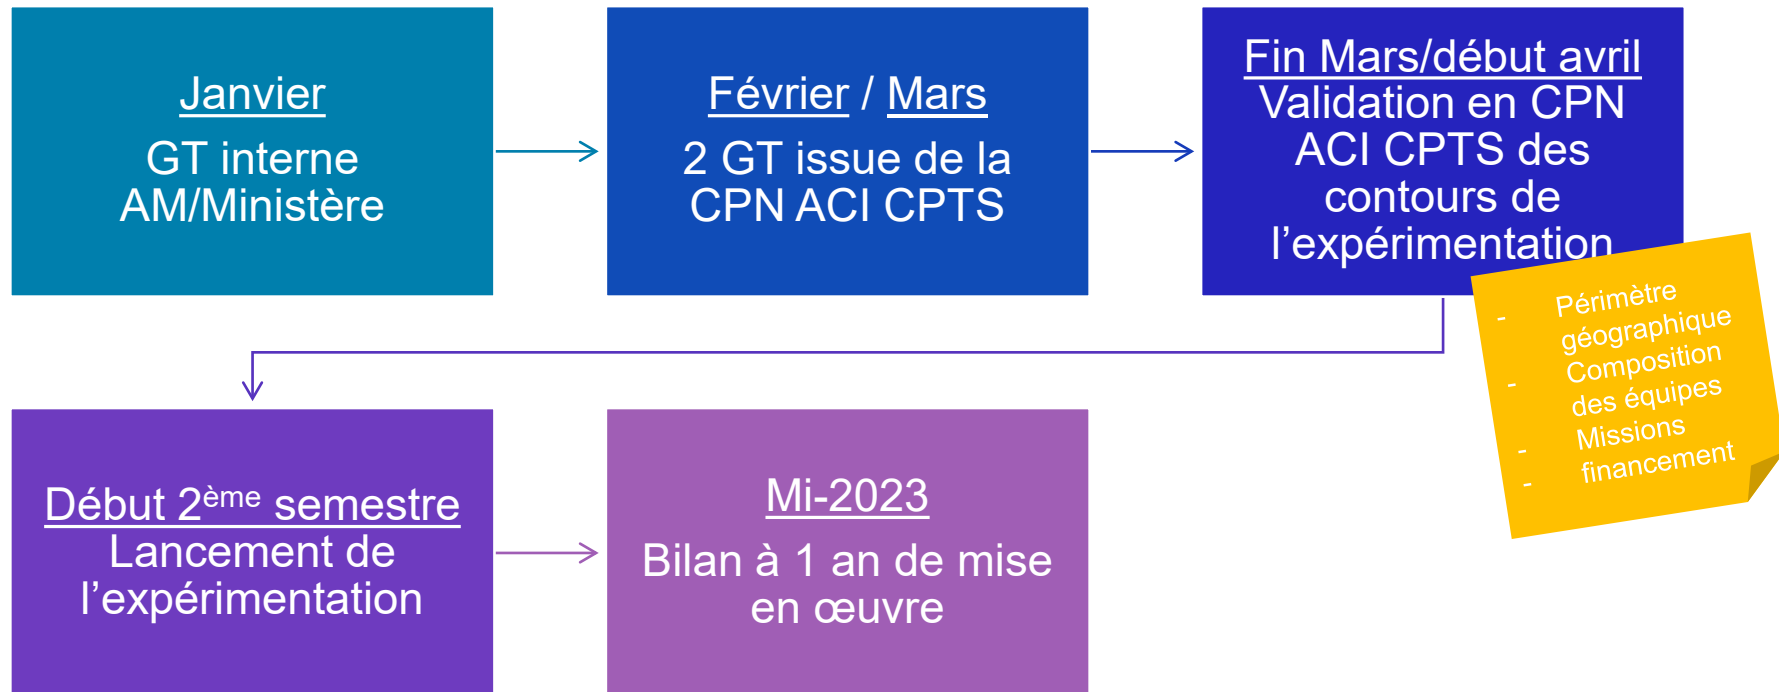 Janvier
GT interne
AM/Ministère
Février / Mars
2 GT issue de la
CPN ACI CPTS
Fin Mars/début avril
Validation en CPN
ACI CPTS des
contours de
l’expérimentation
- Périmètre
géographique
- Composition
des équipes
- Missions
- financement
Début 2ème semestre
Lancement de
l’expérimentation
Mi-2023
Bilan à 1 an de mise
en œuvre